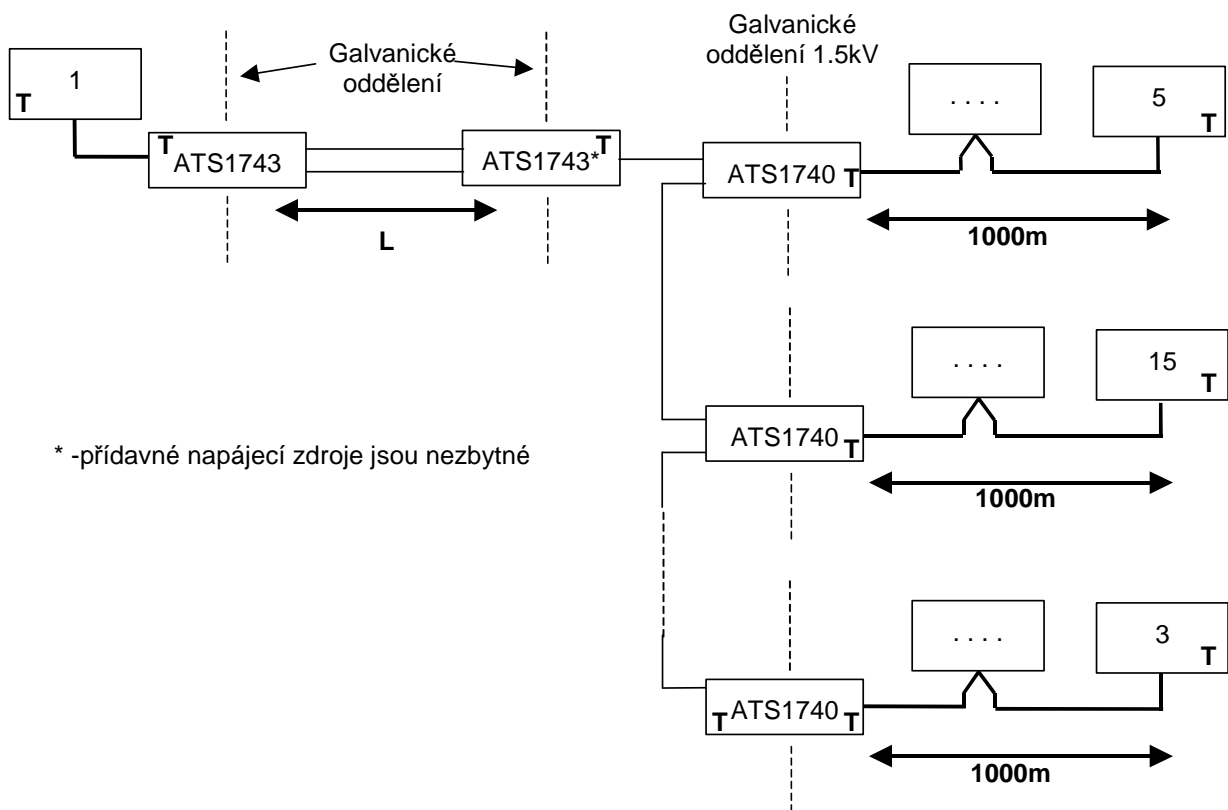 Galvanické
oddělení
Galvanické
oddělení 1.5kV
1
T
. . . .
5
T
T
ATS1743
ATS1743*
T
ATS1740
T
L
1000m
. . . .
15
T
ATS1740
T
* -přídavné napájecí zdroje jsou nezbytné
1000m
. . . .
3
T
T
ATS1740
T
1000m